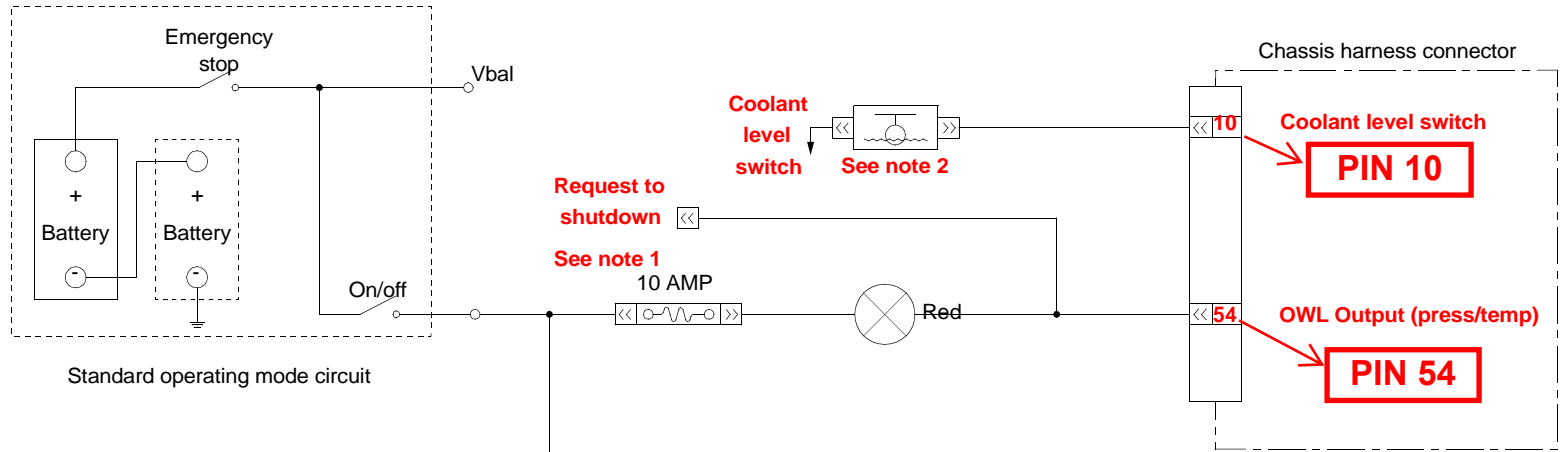 Emergency
stop
Vbal
+
Battery
-
+
Battery
-
On/off
Standard operating mode circuit
Coolant
level
switch
See note 2
Request to
shutdown
See note 1
10 AMP
Red
Chassis harness connector
10
Coolant level switch
PIN 10
54
OWL Output (press/temp)
PIN 54